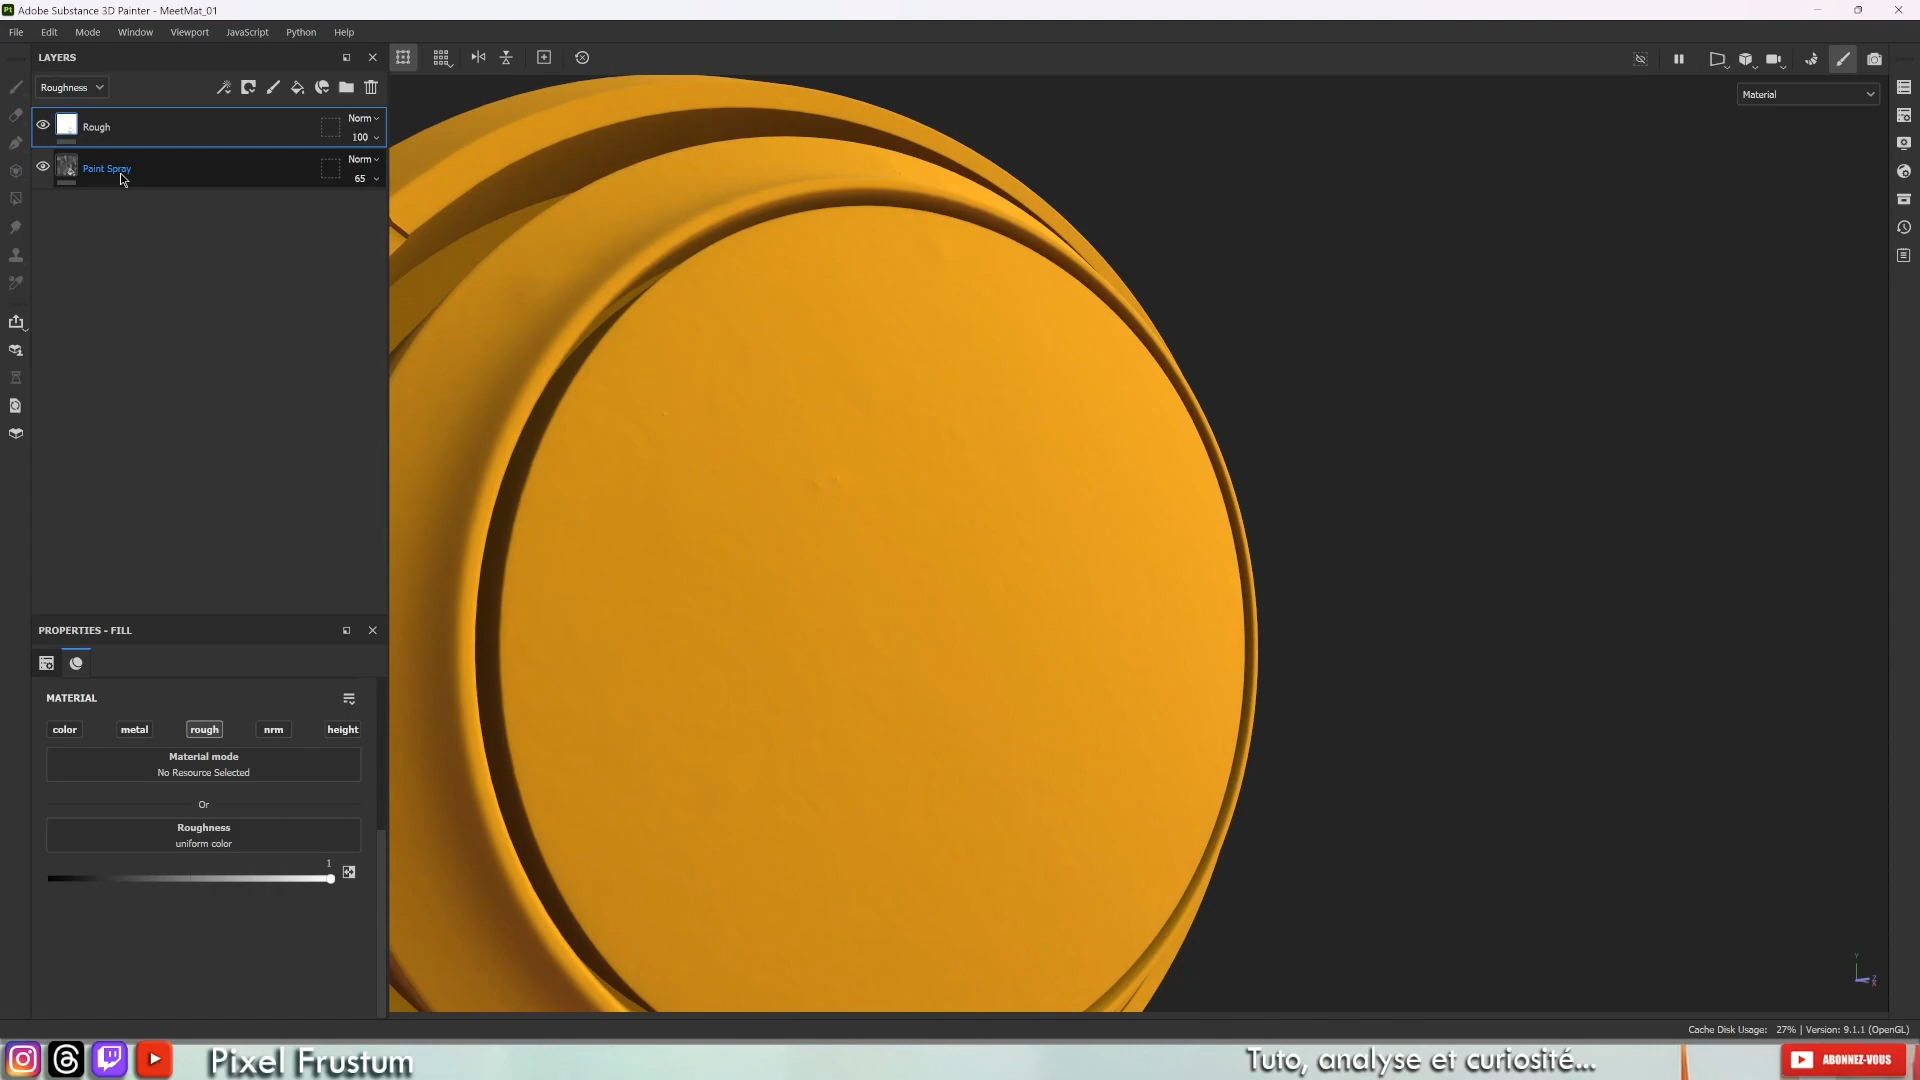 Pt Adobe Substance 3D Painter - MeetMat_01
File Edit Mode Window Viewport JavaScript Python Help
LAYERS
Roughness
Material
Rough
Norm
100
Paint Spray
Norm
65
PROPERTIES - FILL
MATERIAL
color metal rough nrm height
Material mode
No Resource Selected
Or
Roughness
uniform color
1
Y
Cache Disk Usage: 27% | Version: 9.1.1 (OpenGL)
Pixel Frustum
Tuto, analyse et curiosité...
ABONNEZ-VOUS